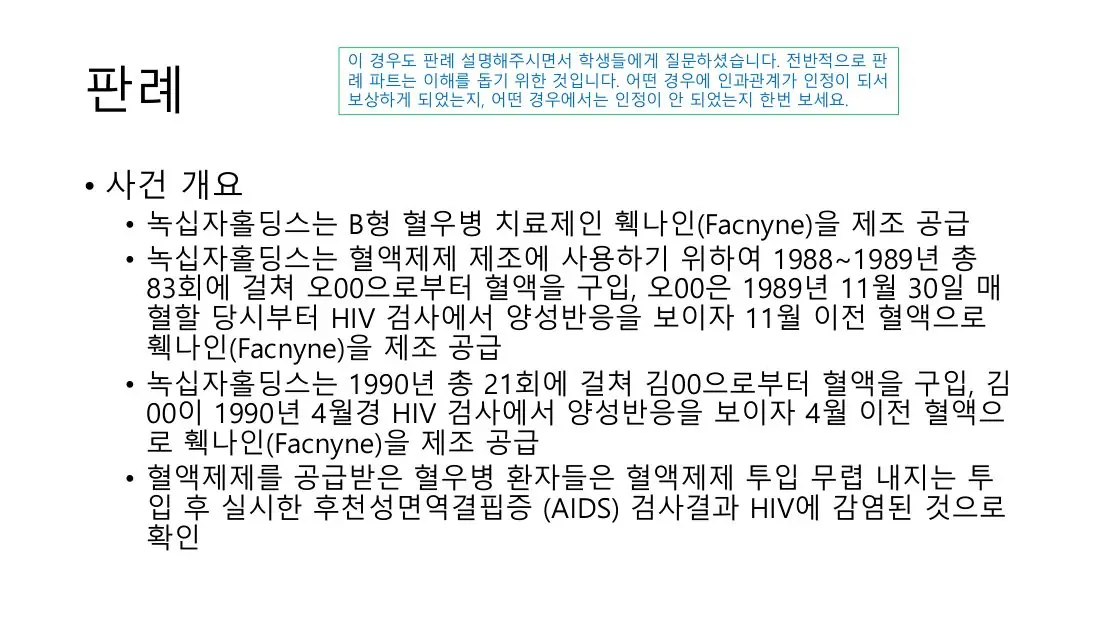 판례
이 경우도 판례 설명해주시면서 학생들에게 질문하셨습니다. 전반적으로 판
례 파트는 이해를 돕기 위한 것입니다. 어떤 경우에 인과관계가 인정이 되서
보상하게 되었는지, 어떤 경우에서는 인정이 안 되었는지 한번 보세요.
• 사건 개요
• 녹십자홀딩스는 B형 혈우병 치료제인 훽나인(Facnyne)을 제조 공급
• 녹십자홀딩스는 혈액제제 제조에 사용하기 위하여 1988~1989년 총
83회에 걸쳐 오00으로부터 혈액을 구입, 오00은 1989년 11월 30일 매
혈할 당시부터 HIV 검사에서 양성반응을 보이자 11월 이전 혈액으로
훽나인(Facnyne)을 제조 공급
• 녹십자홀딩스는 1990년 총 21회에 걸쳐 김00으로부터 혈액을 구입, 김
00이 1990년 4월경 HIV 검사에서 양성반응을 보이자 4월 이전 혈액으
로 훽나인(Facnyne)을 제조 공급
• 혈액제제를 공급받은 혈우병 환자들은 혈액제제 투입 무렵 내지는 투
입 후 실시한 후천성면역결핍증 (AIDS) 검사결과 HIV에 감염된 것으로
확인